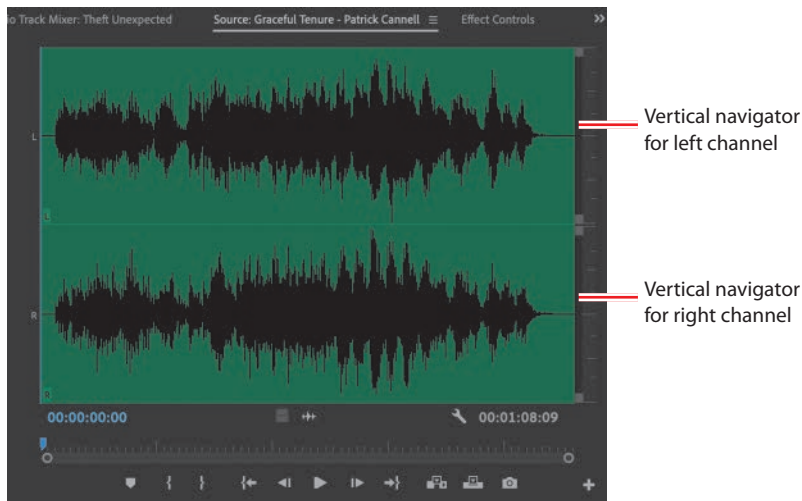 io Track Mixer: Theft Unexpected
Source: Graceful Tenure - Patrick Cannell
Effect Controls
L
L
Vertical navigator
for left channel
R
R
Vertical navigator
for right channel
00:00:00:00
00:01:08:09